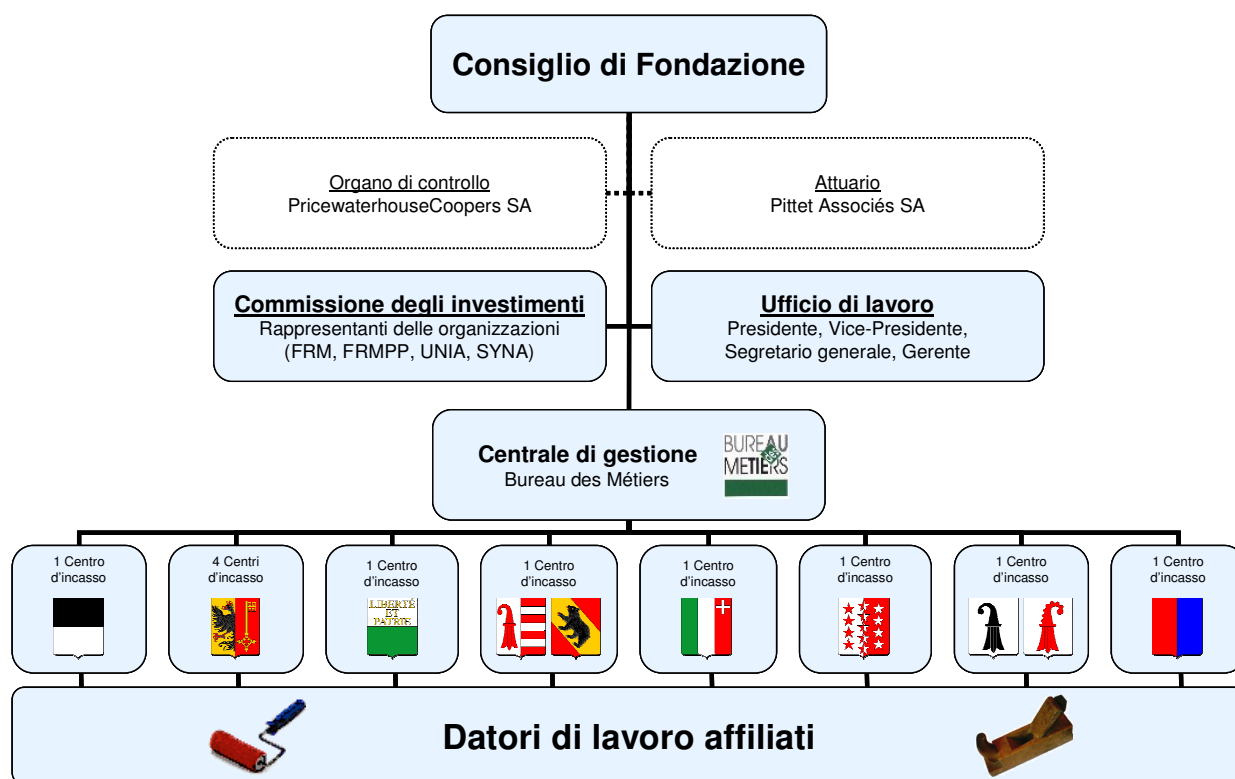 Consiglio di Fondazione
Organo di controllo
PricewaterhouseCoopers SA
Attuario
Pittet Associés SA
Commissione degli investimenti
Rappresentanti delle organizzazioni
(FRM, FRMPP, UNIA, SYNA)
Ufficio di lavoro
Presidente, Vice-Presidente,
Segretario generale, Gerente
Centrale di gestione
Bureau des Métiers
BUREAU
METIERS
1 Centro
d'incasso
4 Centri
d'incasso
1 Centro
d'incasso
LIBERTÉ
ET
PATRIE
1 Centro
d'incasso
1 Centro
d'incasso
1 Centro
d'incasso
1 Centro
d'incasso
1 Centro
d'incasso
Datori di lavoro affiliati